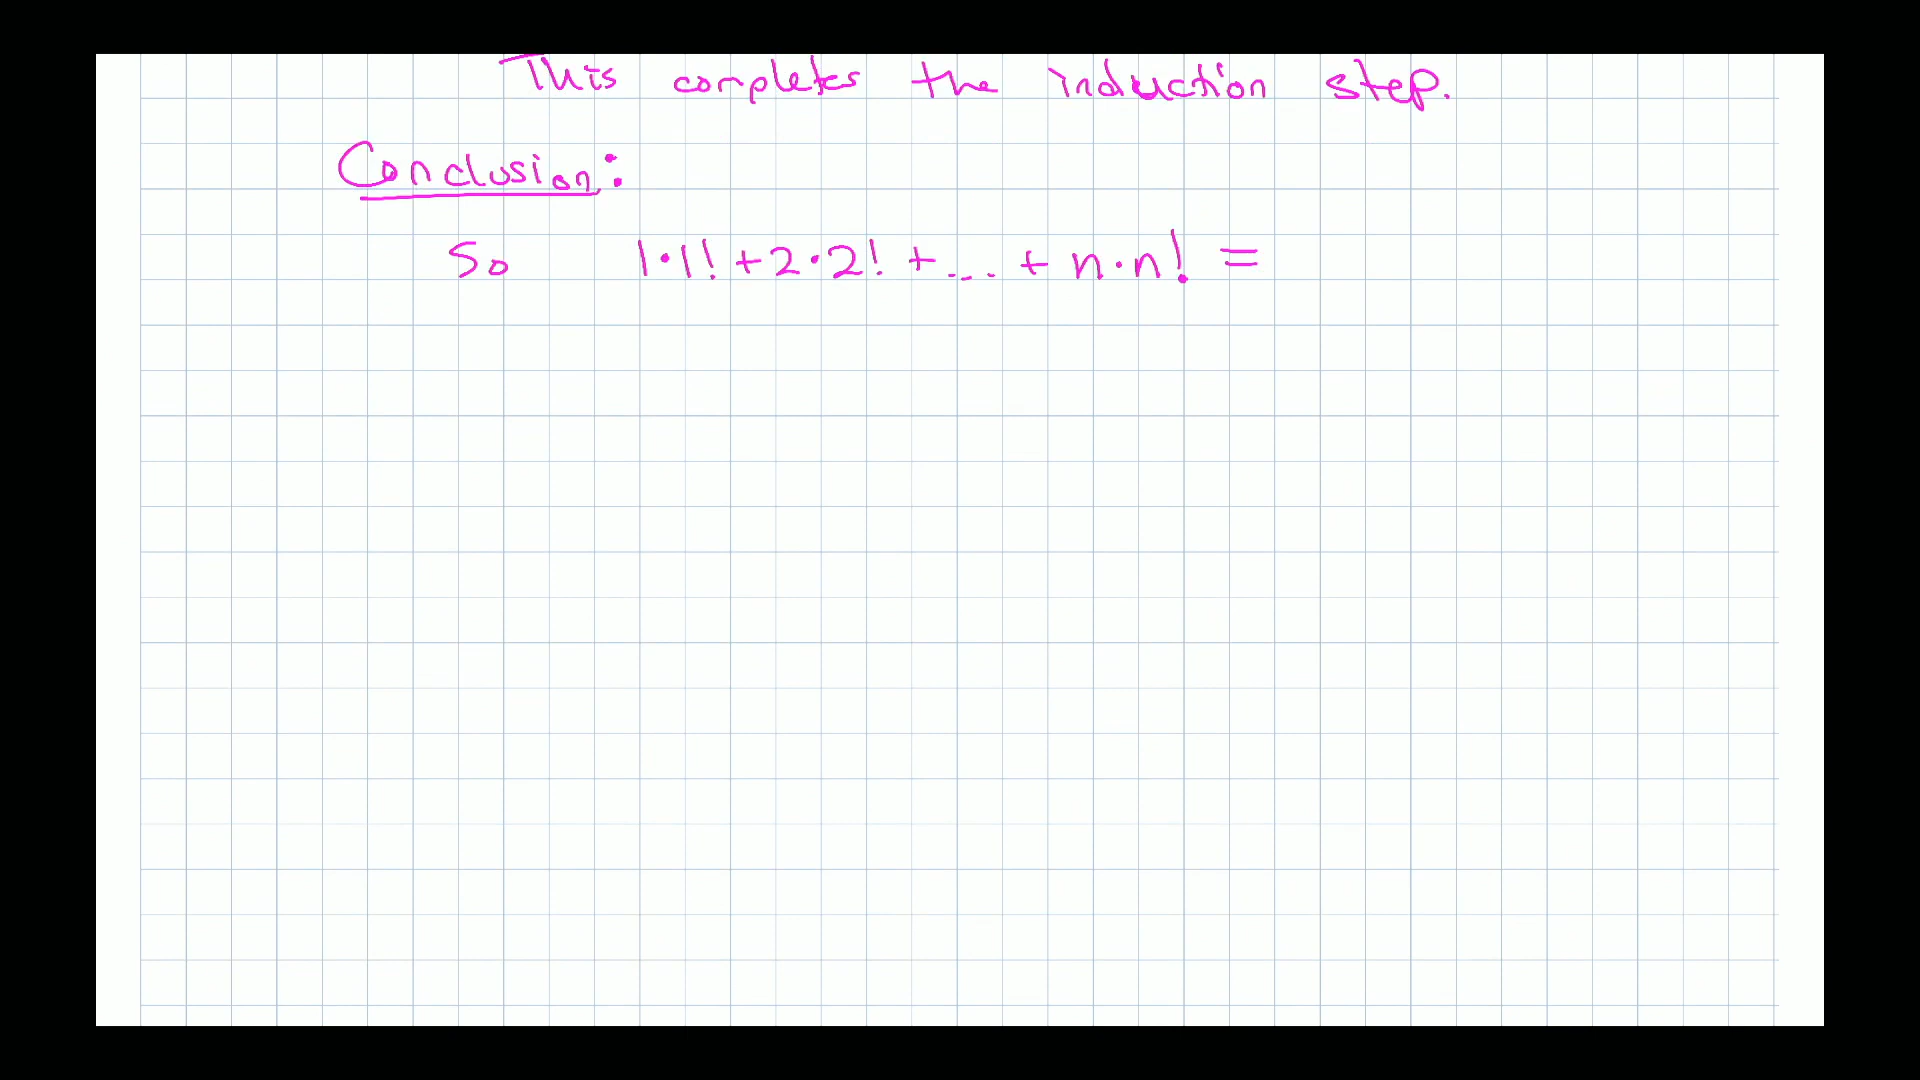 This completes the induction step.
Conclusion:
So 1·1! + 2·2! + ... + n·n! =